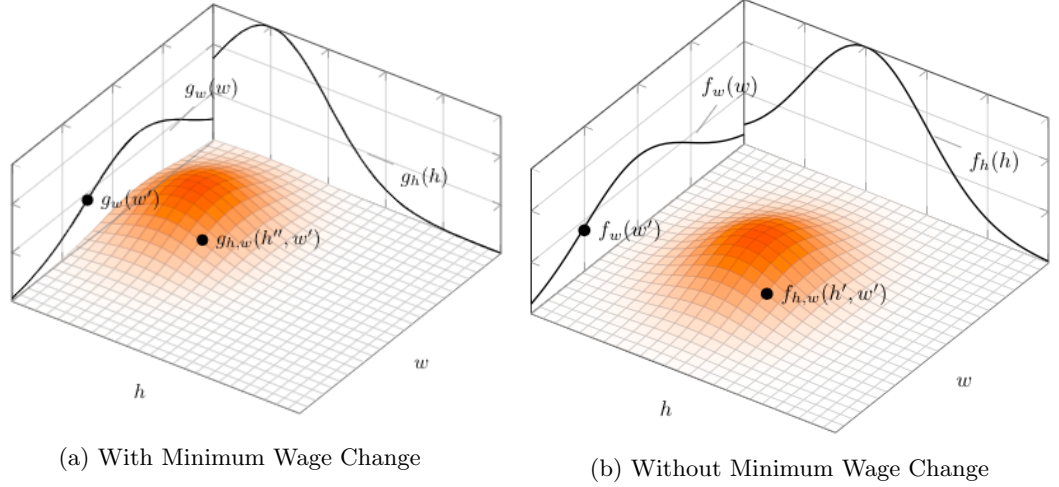 g_w(w)
g_h(h)
g_w(w′)
g_{h,w}(h″, w′)
h
w
(a) With Minimum Wage Change
f_w(w)
f_h(h)
f_w(w′)
f_{h,w}(h′, w′)
h
w
(b) Without Minimum Wage Change